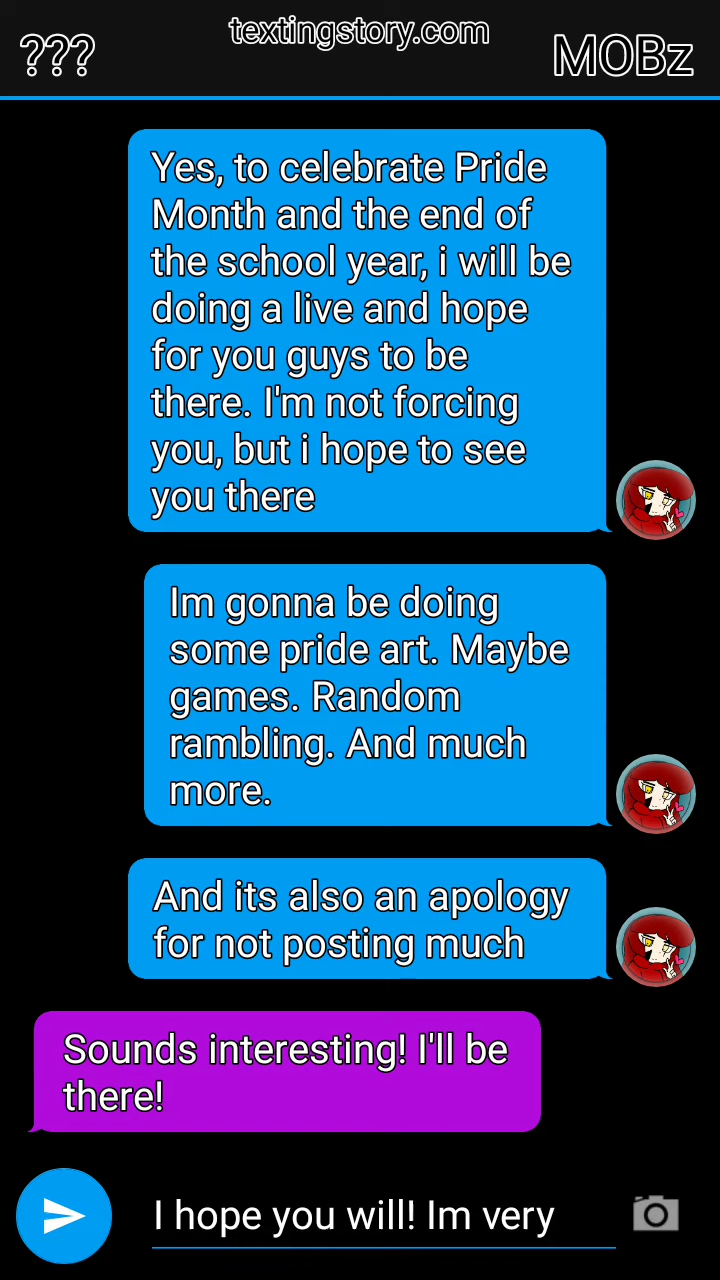 textingstory.com
???
MOBz
Yes, to celebrate Pride
Month and the end of
the school year, i will be
doing a live and hope
for you guys to be
there. I'm not forcing
you, but i hope to see
you there
Im gonna be doing
some pride art. Maybe
games. Random
rambling. And much
more.
And its also an apology
for not posting much
Sounds interesting! I'll be
there!
I hope you will! Im very